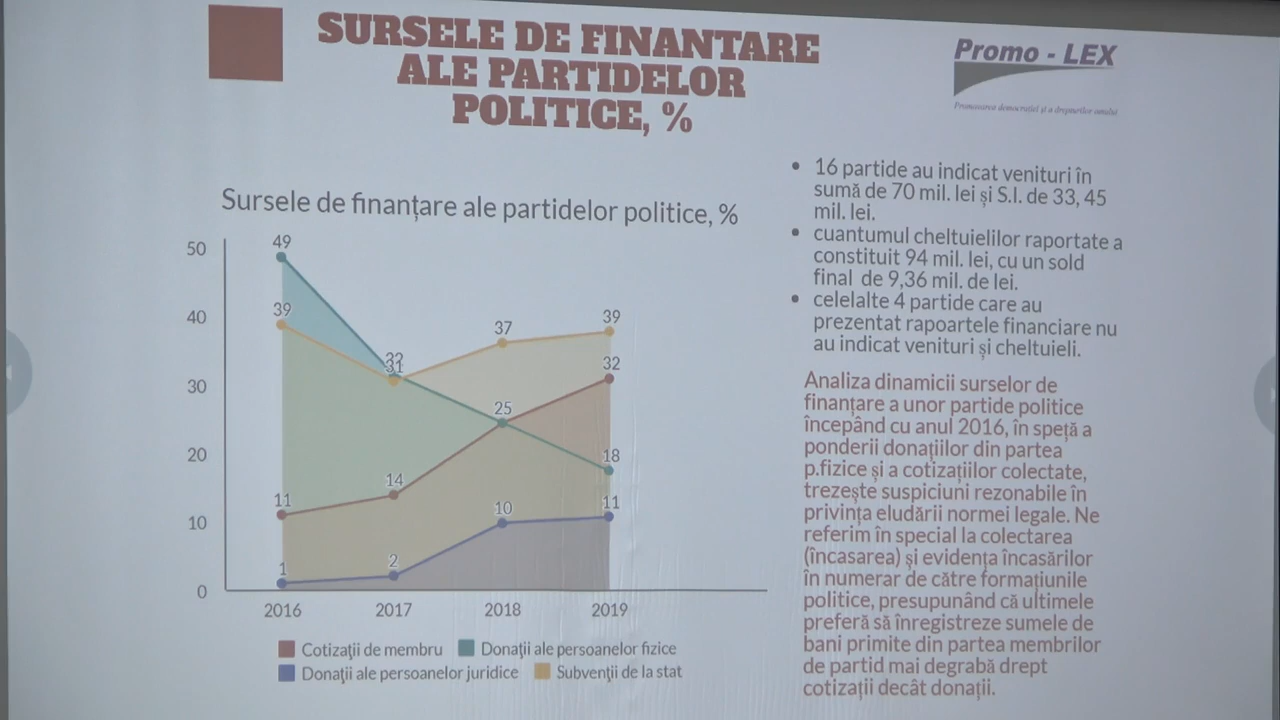 SURSELE DE FINANTARE
ALE PARTIDELOR
POLITICE, %
Promo - LEX
Promovarea democrației și a drepturilor omului
Sursele de finanțare ale partidelor politice, %
50
40
30
20
10
0
49
39
11
1
32
31
14
2
37
25
10
39
32
18
11
2016
2017
2018
2019
Cotizații de membru
Donații ale persoanelor fizice
Donații ale persoanelor juridice
Subvenții de la stat
• 16 partide au indicat venituri în
sumă de 70 mil. lei și S.I. de 33, 45
mil. lei.
• cuantumul cheltuielilor raportate a
constituit 94 mil. lei, cu un sold
final de 9,36 mil. de lei.
• celelalte 4 partide care au
prezentat rapoartele financiare nu
au indicat venituri și cheltuieli.
Analiza dinamicii surselor de
finanțare a unor partide politice
începând cu anul 2016, în speță a
ponderii donațiilor din partea
p.fizice și a cotizațiilor colectate,
trezește suspiciuni rezonabile în
privința eludării normei legale. Ne
referim în special la colectarea
(încasarea) și evidența încasărilor
în numerar de către formațiunile
politice, presupunând că ultimele
preferă să înregistreze sumele de
bani primite din partea membrilor
de partid mai degrabă drept
cotizații decât donații.